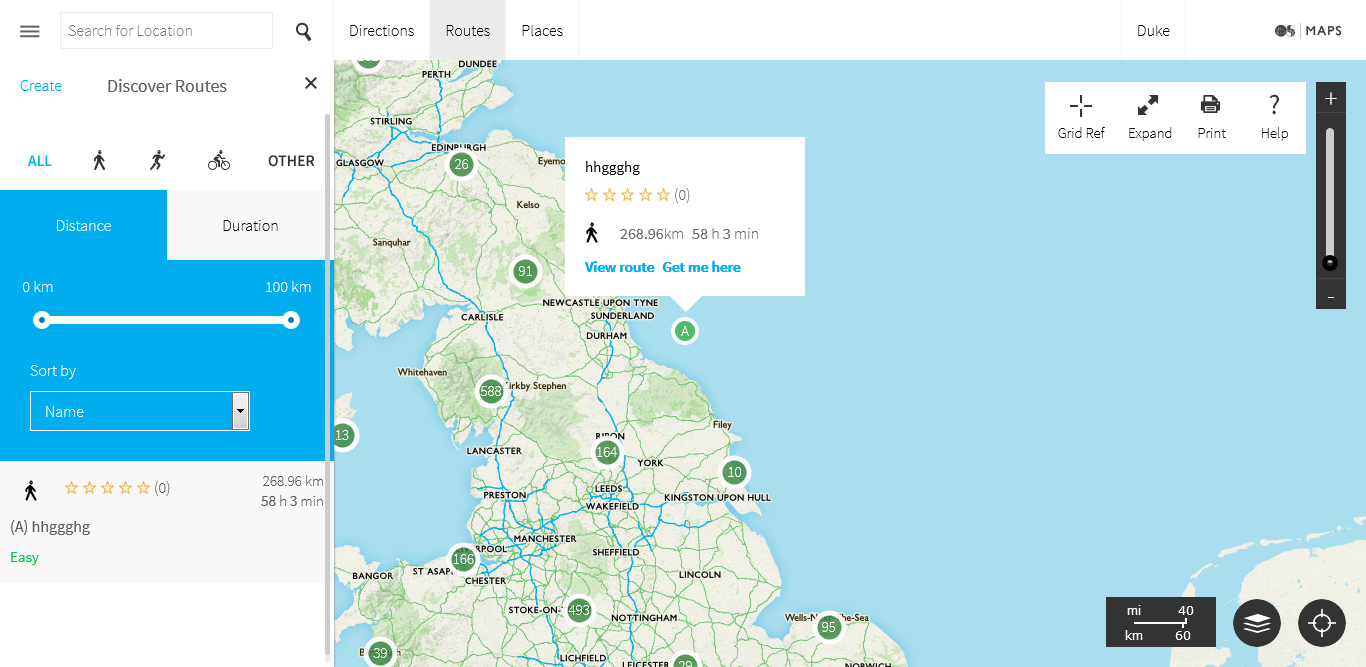 Search for Location
Directions
Routes
Places
Duke
OS MAPS
Create
Discover Routes
ALL
OTHER
Distance
Duration
0 km
100 km
Sort by
Name
(0)
268.96 km
58 h 3 min
(A) hhggghg
Easy
Grid Ref
Expand
Print
? Help
+
-
hhggghg
(0)
268.96km 58 h 3 min
View route Get me here
DUNDEE
PERTH
STIRLING
EDINBURGH
GLASGOW
26
Kelso
Sanquhar
91
NEWCASTLE UPON TYNE
SUNDERLAND
CARLISLE
DURHAM
A
Whitehaven
588
Kirkby Stephen
13
Filey
RIPON
164
LANCASTER
YORK
10
LEEDS
PRESTON
KINGSTON UPON HULL
WAKEFIELD
MANCHESTER
SHEFFIELD
166
ST ASAPH
BANGOR
CHESTER
LINCOLN
493
NOTTINGHAM
Wells-Next-The-Sea
95
39
LICHFIELD
LEICESTER
29
NORWICH
mi 40
km 60